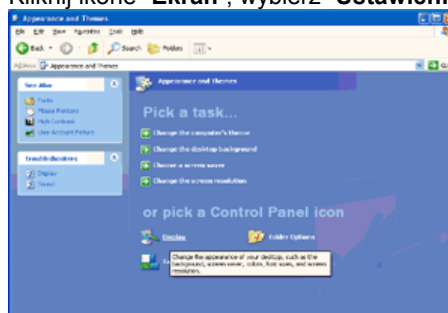 Kliknij ikonę "Ekran", wybierz "Ustawieni
Appearance and Themes
File Edit View Favorites Tools Help
Back Search Folders
Address Appearance and Themes Go
See Also
Fonts
Mouse Pointers
High Contrast
User Account Picture
Troubleshooters
Display
Sound
Appearance and Themes
Pick a task...
Change the computer's theme
Change the desktop background
Choose a screen saver
Change the screen resolution
or pick a Control Panel icon
Display Folder Options
Change the appearance of your desktop, such as the
background, screen saver, colors, font sizes, and screen
resolution.